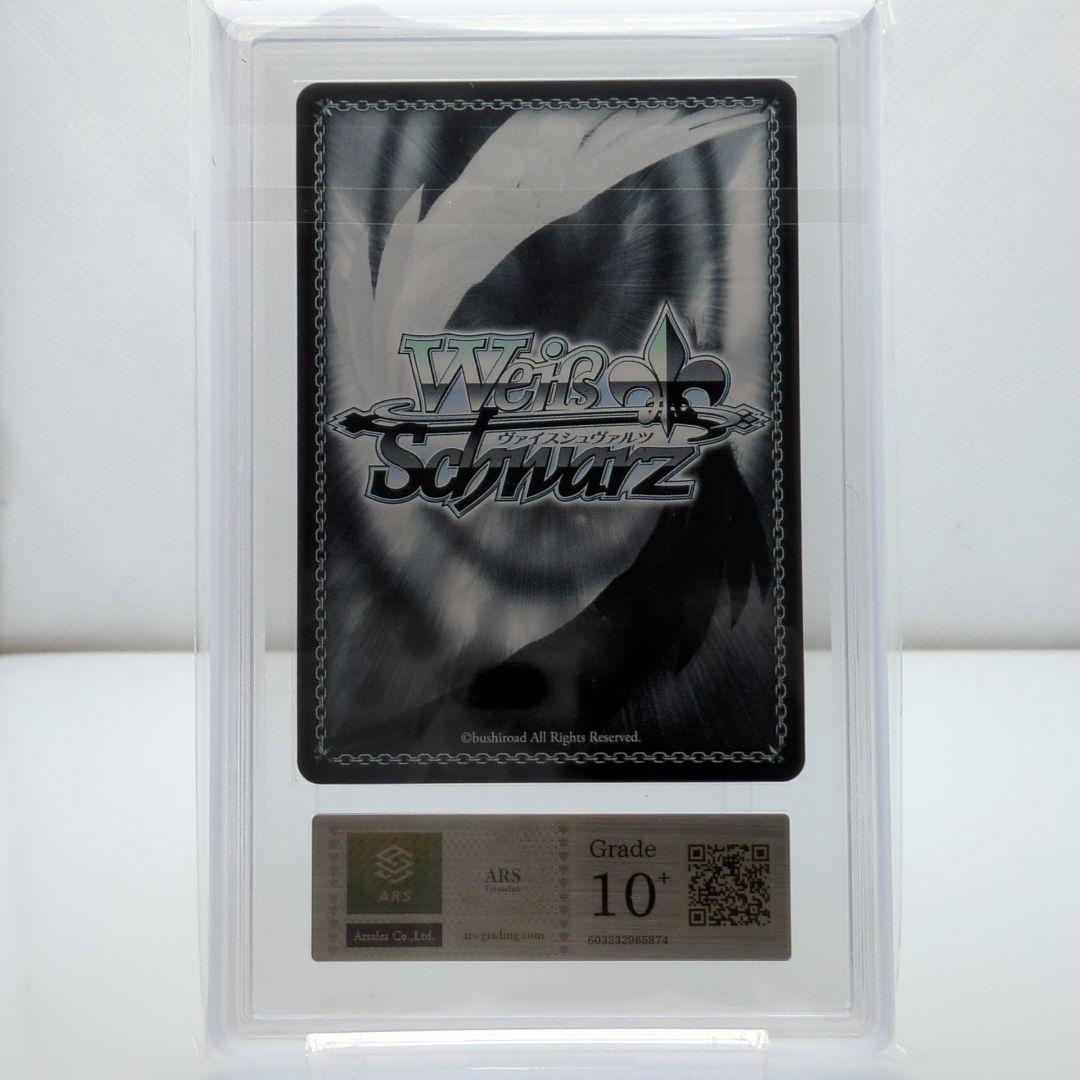 Weiß
ヴァイスシュヴァルツ
Schwarz
©bushiroad All Rights Reserved.
ARS
Arsales Co.,Ltd.
ARS
ars-grading.com
Grade
10+
603232965874